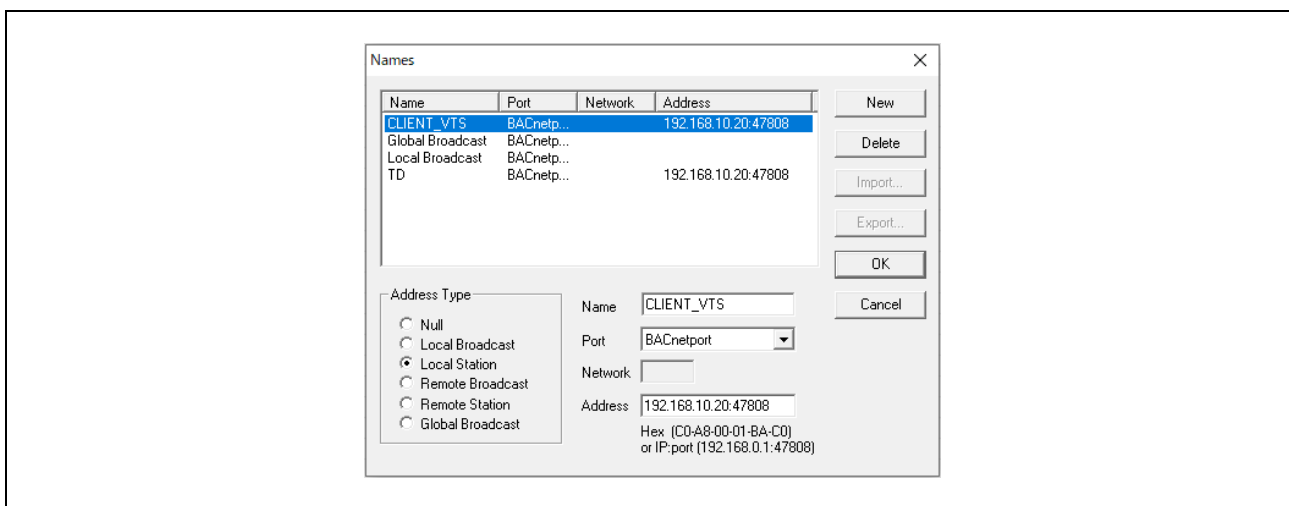 Names
Name Port Network Address New
CLIENT_VTS BACnetp... 192.168.10.20:47808
Global Broadcast BACnetp... Delete
Local Broadcast BACnetp...
TD BACnetp... 192.168.10.20:47808 Import...
Export...
OK
Address Type Name CLIENT_VTS Cancel
Null
Local Broadcast Port BACnetport
Local Station
Remote Broadcast Network
Remote Station Address 192.168.10.20:47808
Global Broadcast Hex (C0-A8-00-01-BA-C0)
or IP:port (192.168.0.1:47808)